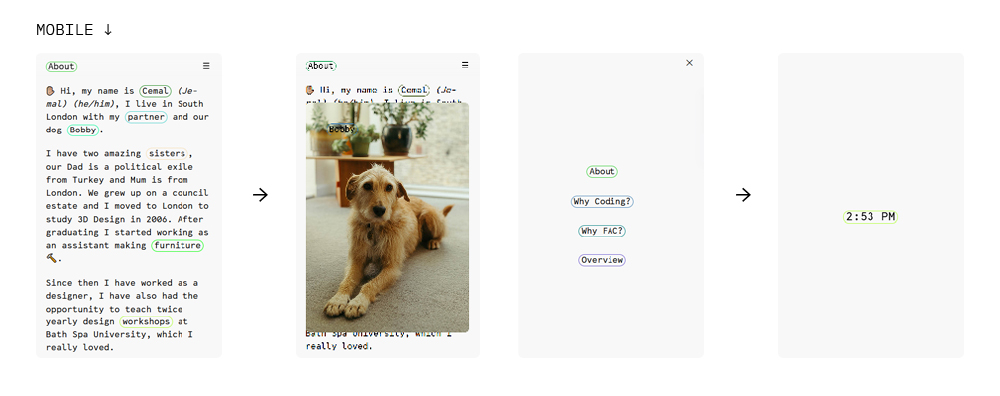 MOBILE ↓
About ☰
✋ Hi, my name is Cemal (Je-
mal) (he/him), I live in South
London with my partner and our
dog Bobby.
I have two amazing sisters,
our Dad is a political exile
from Turkey and Mum is from
London. We grew up on a council
estate and I moved to London to
study 3D Design in 2006. After
graduating I started working as
an assistant making furniture
🔨.
Since then I have worked as a
designer, I have also had the
opportunity to teach twice
yearly design workshops at
Bath Spa University, which I
really loved.
→
About ☰
✋ Hi, my name is Cemal (Je-
mal) (he/him), I live in South
Bobby
Bath Spa University, which I
really loved.
×
About
Why Coding?
Why FAC?
Overview
→
2:53 PM